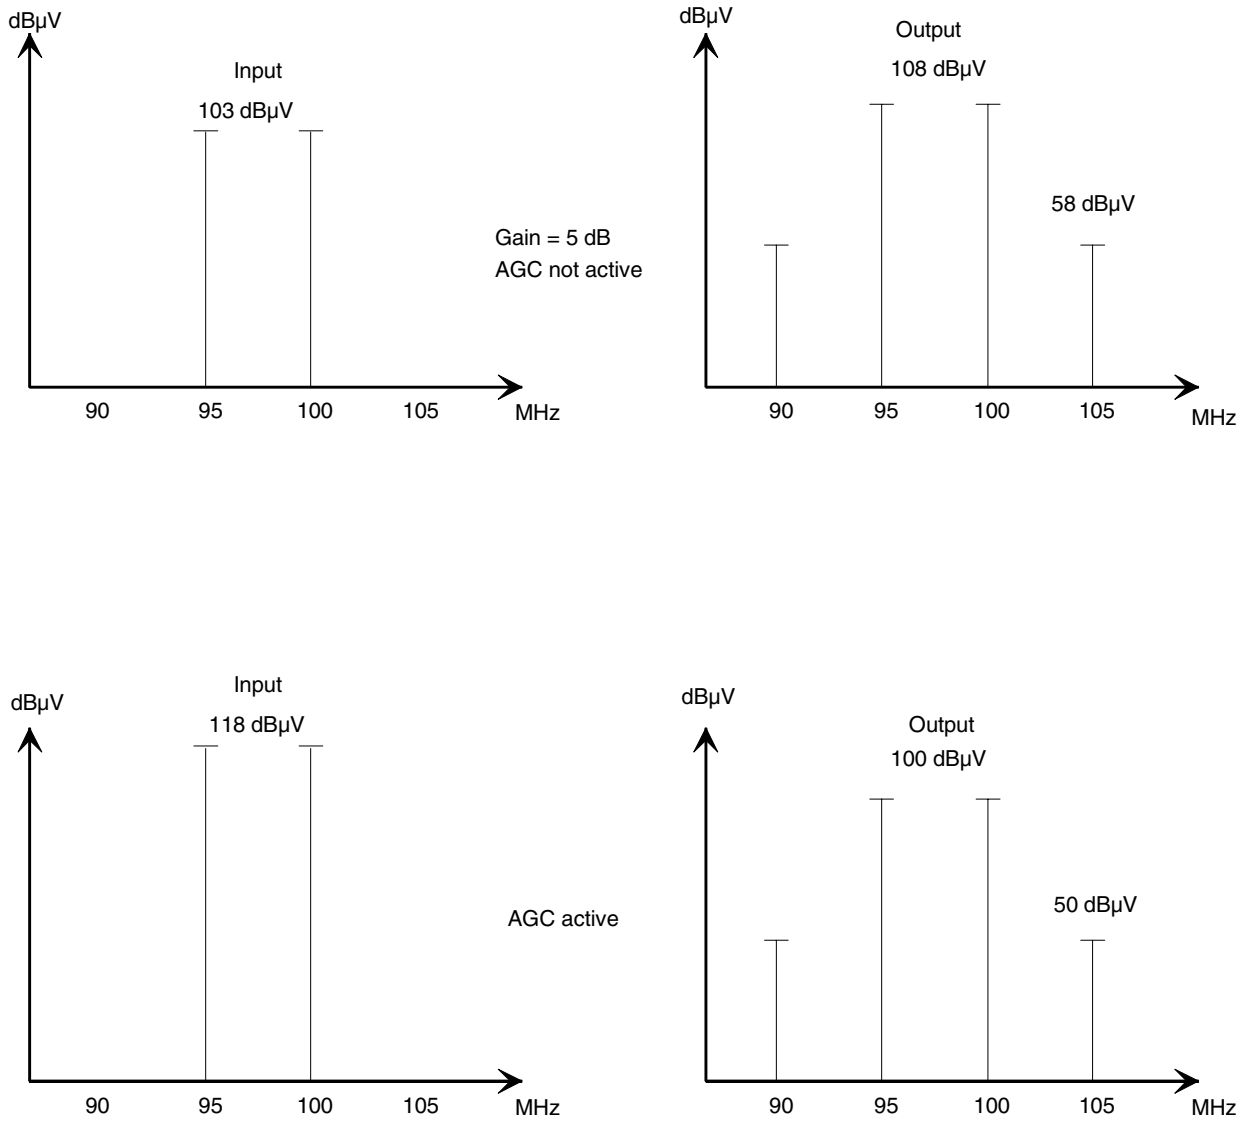 dBµV
Input
103 dBµV
90 95 100 105 MHz
Gain = 5 dB
AGC not active
dBµV
Output
108 dBµV
58 dBµV
90 95 100 105 MHz
dBµV
Input
118 dBµV
90 95 100 105 MHz
AGC active
dBµV
Output
100 dBµV
50 dBµV
90 95 100 105 MHz